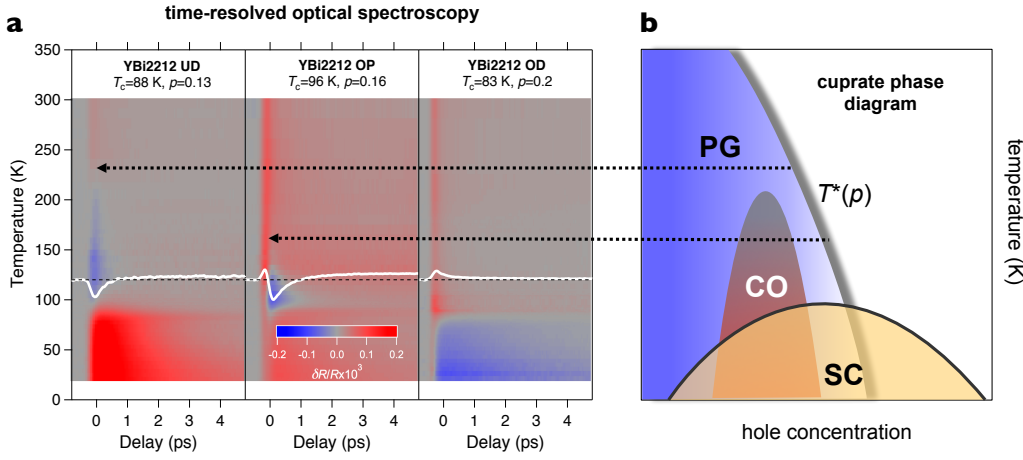 a
time-resolved optical spectroscopy
b
350
300
250
200
150
100
50
0
Temperature (K)
YBi2212 UD
Tc=88 K, p=0.13
YBi2212 OP
Tc=96 K, p=0.16
YBi2212 OD
Tc=83 K, p=0.2
-0.2 -0.1 0.0 0.1 0.2
δR/Rx10³
0 1 2 3 4
0 1 2 3 4
0 1 2 3 4
Delay (ps)
Delay (ps)
Delay (ps)
cuprate phase
diagram
PG
T*(p)
CO
SC
temperature (K)
hole concentration